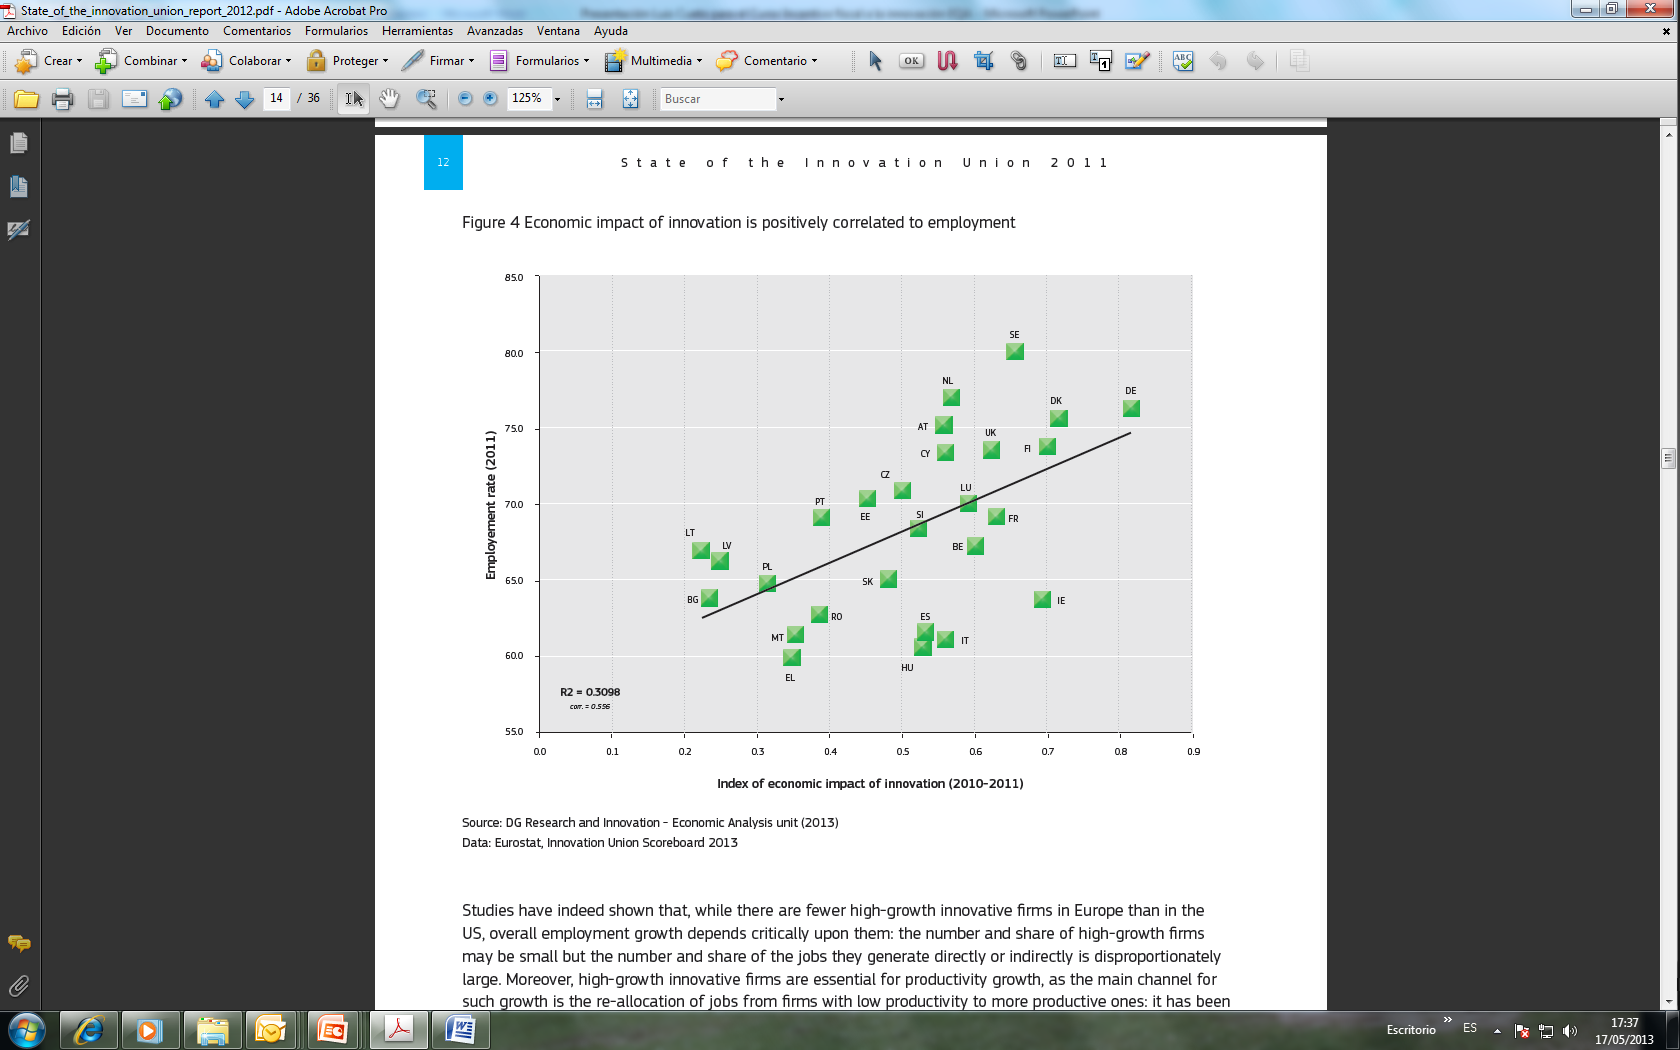 State_of_the_innovation_union_report_2012.pdf - Adobe Acrobat Pro
Archivo Edición Ver Documento Comentarios Formularios Herramientas Avanzadas Ventana Ayuda
Crear Combinar Colaborar Proteger Firmar Formularios Multimedia Comentario OK
14 / 36 125% Buscar
12
State of the Innovation Union 2011
Figure 4 Economic impact of innovation is positively correlated to employment
85.0
SE
80.0
NL
DE
DK
75.0
AT
UK
CY
FI
CZ
LU
PT
70.0
EE
SI
FR
LT
LV
BE
PL
65.0
SK
BG
IE
RO
ES
MT
IT
60.0
HU
EL
R2 = 0.3098
corr. = 0.556
55.0
Employement rate (2011)
0.0 0.1 0.2 0.3 0.4 0.5 0.6 0.7 0.8 0.9
Index of economic impact of innovation (2010-2011)
Source: DG Research and Innovation - Economic Analysis unit (2013)
Data: Eurostat, Innovation Union Scoreboard 2013
Studies have indeed shown that, while there are fewer high-growth innovative firms in Europe than in the
US, overall employment growth depends critically upon them: the number and share of high-growth firms
may be small but the number and share of the jobs they generate directly or indirectly is disproportionately
large. Moreover, high-growth innovative firms are essential for productivity growth, as the main channel for
such growth is the re-allocation of jobs from firms with low productivity to more productive ones: it has been
Escritorio » ES 17:37
17/05/2013